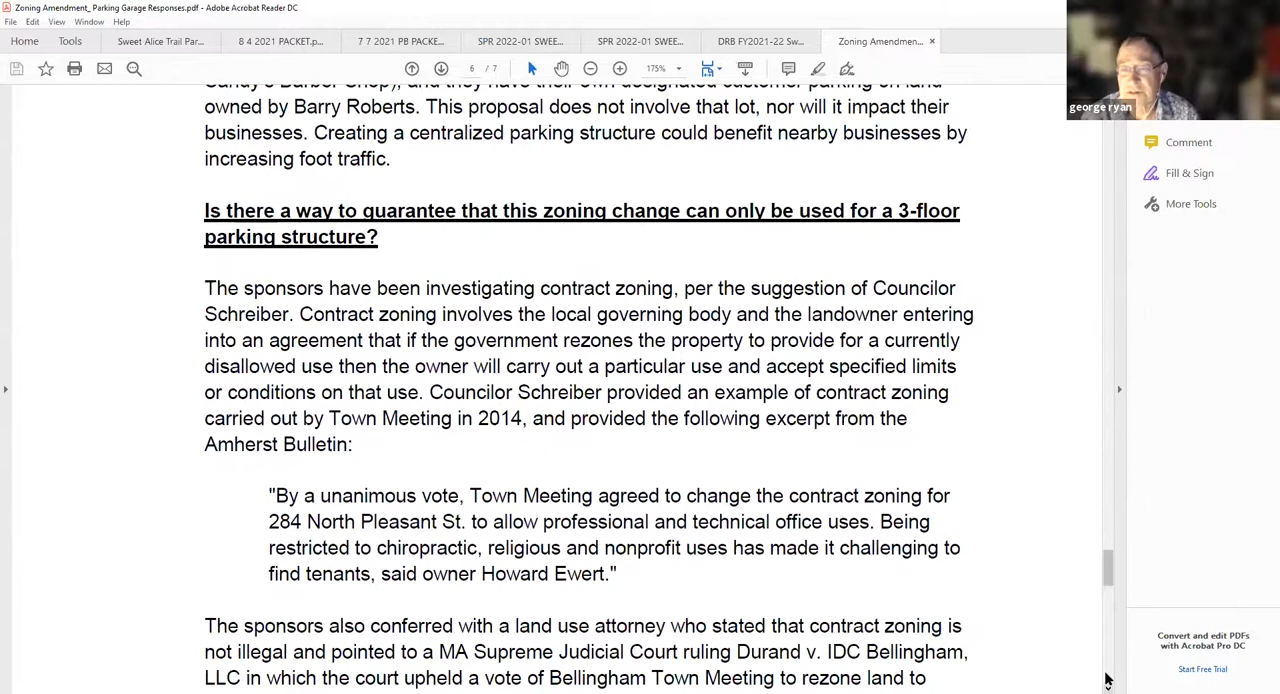 Zoning Amendment_ Parking Garage Responses.pdf - Adobe Acrobat Reader DC
File Edit View Window Help
Home Tools Sweet Alice Trail Par... 8 4 2021 PACKET.p... 7 7 2021 PB PACKE... SPR 2022-01 SWEE... SPR 2022-01 SWEE... DRB FY2021-22 Sw... Zoning Amendmen... ×
6 / 7 175%
george ryan
Comment
Fill & Sign
More Tools
owned by Barry Roberts. This proposal does not involve that lot, nor will it impact their
businesses. Creating a centralized parking structure could benefit nearby businesses by
increasing foot traffic.
Is there a way to guarantee that this zoning change can only be used for a 3-floor
parking structure?
The sponsors have been investigating contract zoning, per the suggestion of Councilor
Schreiber. Contract zoning involves the local governing body and the landowner entering
into an agreement that if the government rezones the property to provide for a currently
disallowed use then the owner will carry out a particular use and accept specified limits
or conditions on that use. Councilor Schreiber provided an example of contract zoning
carried out by Town Meeting in 2014, and provided the following excerpt from the
Amherst Bulletin:
"By a unanimous vote, Town Meeting agreed to change the contract zoning for
284 North Pleasant St. to allow professional and technical office uses. Being
restricted to chiropractic, religious and nonprofit uses has made it challenging to
find tenants, said owner Howard Ewert."
The sponsors also conferred with a land use attorney who stated that contract zoning is
not illegal and pointed to a MA Supreme Judicial Court ruling Durand v. IDC Bellingham,
LLC in which the court upheld a vote of Bellingham Town Meeting to rezone land to
Convert and edit PDFs
with Acrobat Pro DC
Start Free Trial